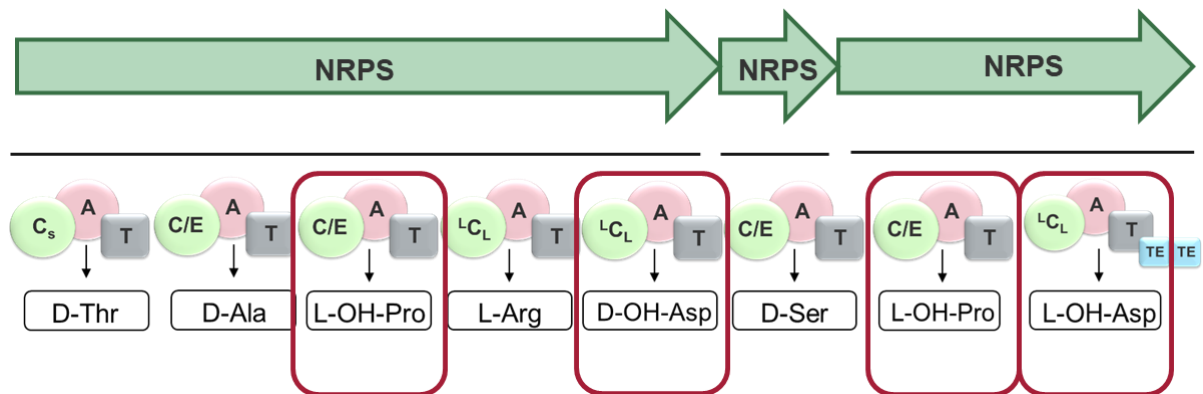 NRPS NRPS NRPS
Cs A T C/E A T C/E A T LCL A T LCL A T C/E A T C/E A T LCL A T TE TE
D-Thr D-Ala L-OH-Pro L-Arg D-OH-Asp D-Ser L-OH-Pro L-OH-Asp